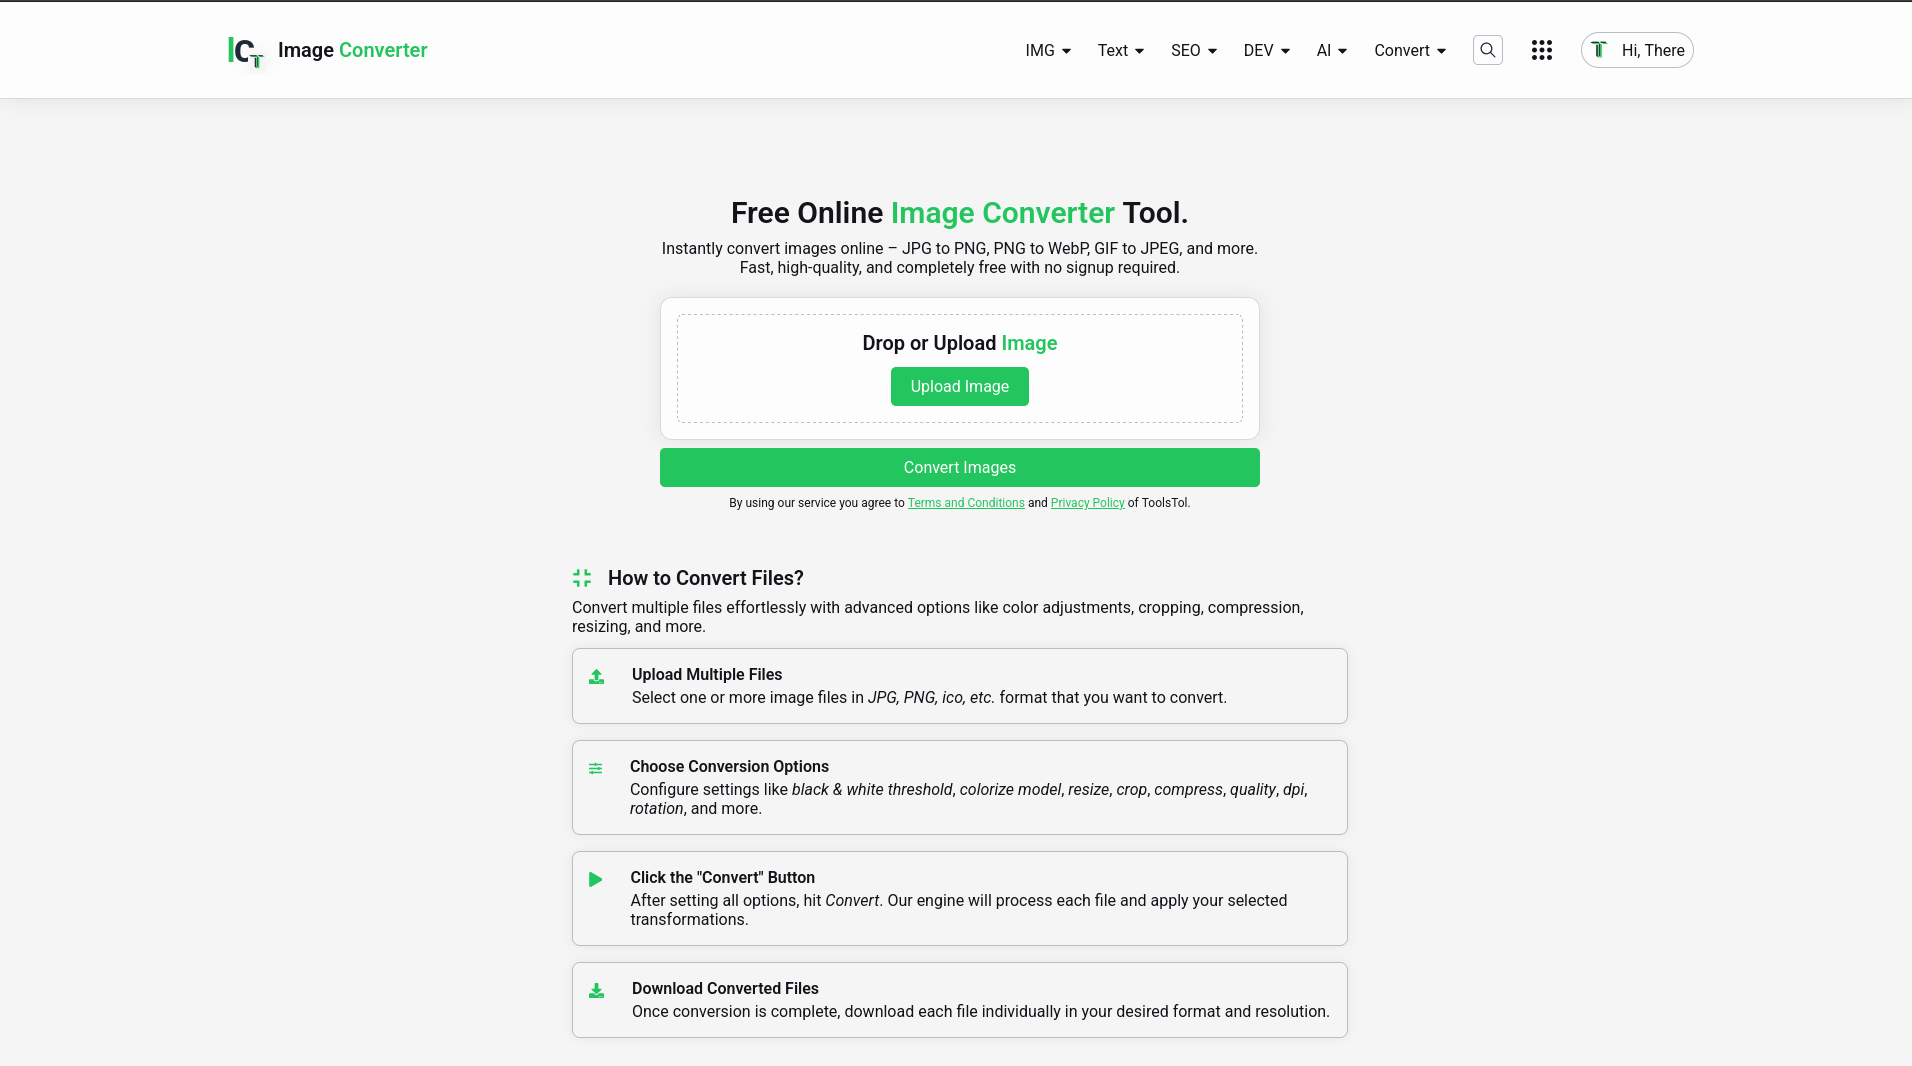 ICT Image Converter
IMG Text SEO DEV AI Convert TT Hi, There
Free Online Image Converter Tool.
Instantly convert images online – JPG to PNG, PNG to WebP, GIF to JPEG, and more.
Fast, high-quality, and completely free with no signup required.
Drop or Upload Image
Upload Image
Convert Images
By using our service you agree to Terms and Conditions and Privacy Policy of ToolsTol.
How to Convert Files?
Convert multiple files effortlessly with advanced options like color adjustments, cropping, compression,
resizing, and more.
Upload Multiple Files
Select one or more image files in JPG, PNG, ico, etc. format that you want to convert.
Choose Conversion Options
Configure settings like black & white threshold, colorize model, resize, crop, compress, quality, dpi,
rotation, and more.
Click the "Convert" Button
After setting all options, hit Convert. Our engine will process each file and apply your selected
transformations.
Download Converted Files
Once conversion is complete, download each file individually in your desired format and resolution.